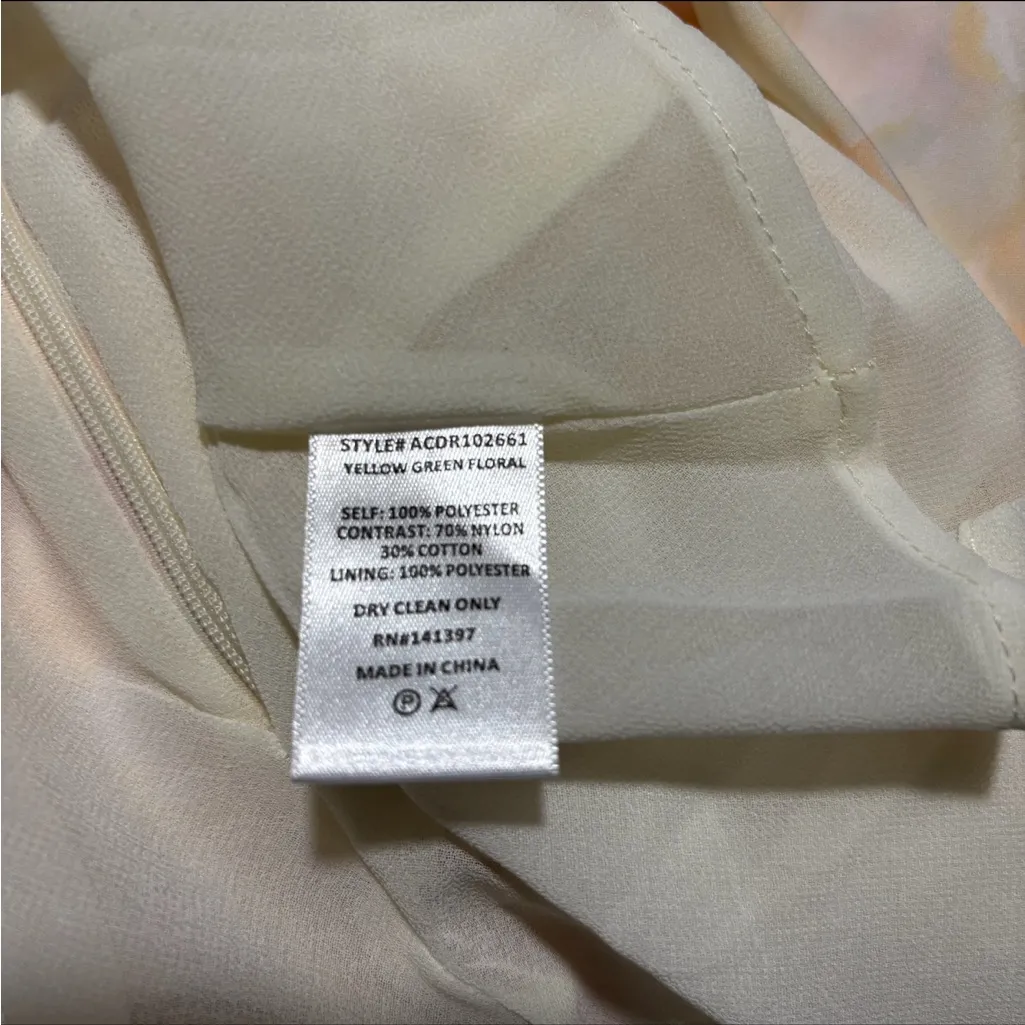 STYLE# ACDR102661
YELLOW GREEN FLORAL
SELF: 100% POLYESTER
CONTRAST: 70% NYLON
30% COTTON
LINING: 100% POLYESTER
DRY CLEAN ONLY
RN#141397
MADE IN CHINA
P